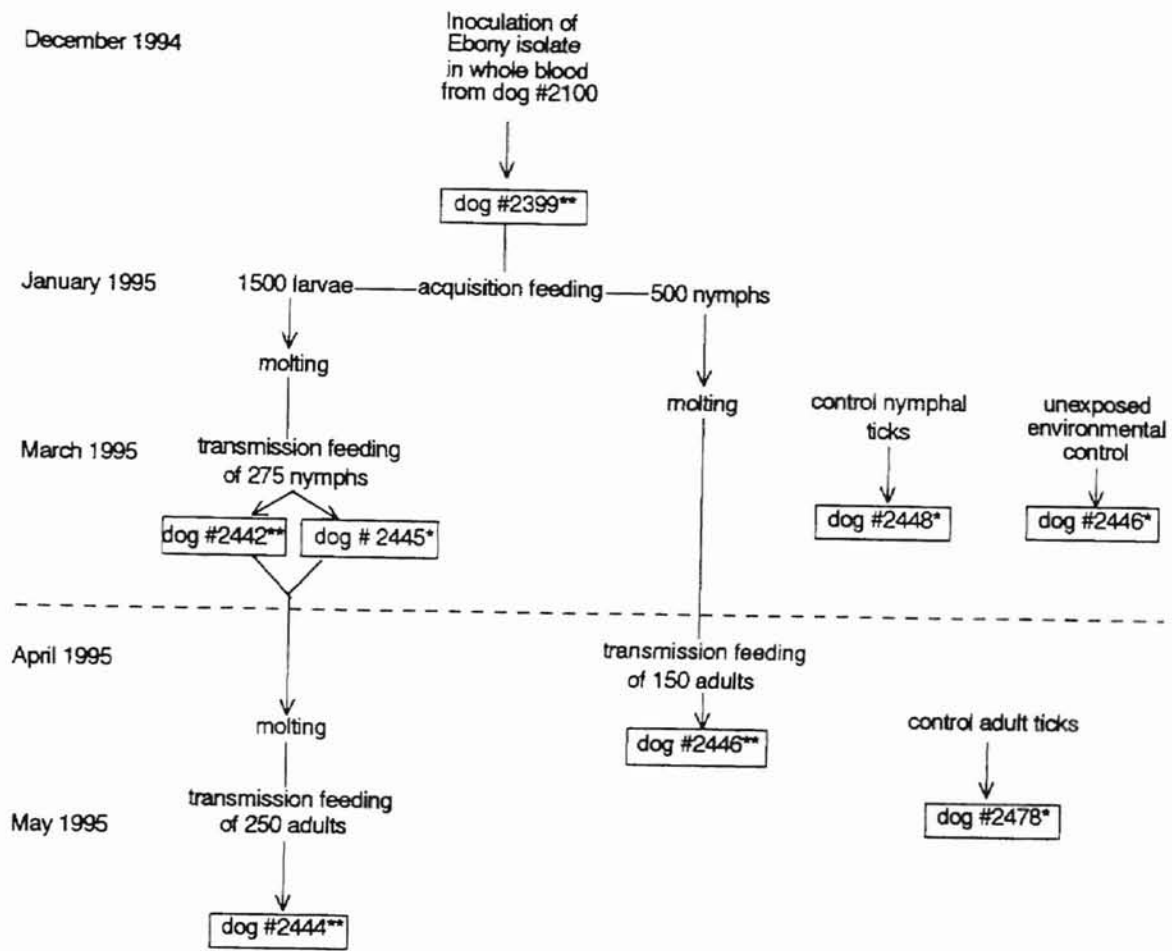 December 1994
Inoculation of
Ebony isolate
in whole blood
from dog #2100
dog #2399**
January 1995
1500 larvae
acquisition feeding
500 nymphs
molting
molting
control nymphal
ticks
unexposed
environmental
control
March 1995
transmission feeding
of 275 nymphs
dog #2442**
dog # 2445*
dog #2448*
dog #2446*
April 1995
transmission feeding
of 150 adults
molting
dog #2446**
control adult ticks
May 1995
transmission feeding
of 250 adults
dog #2478*
dog #2444**